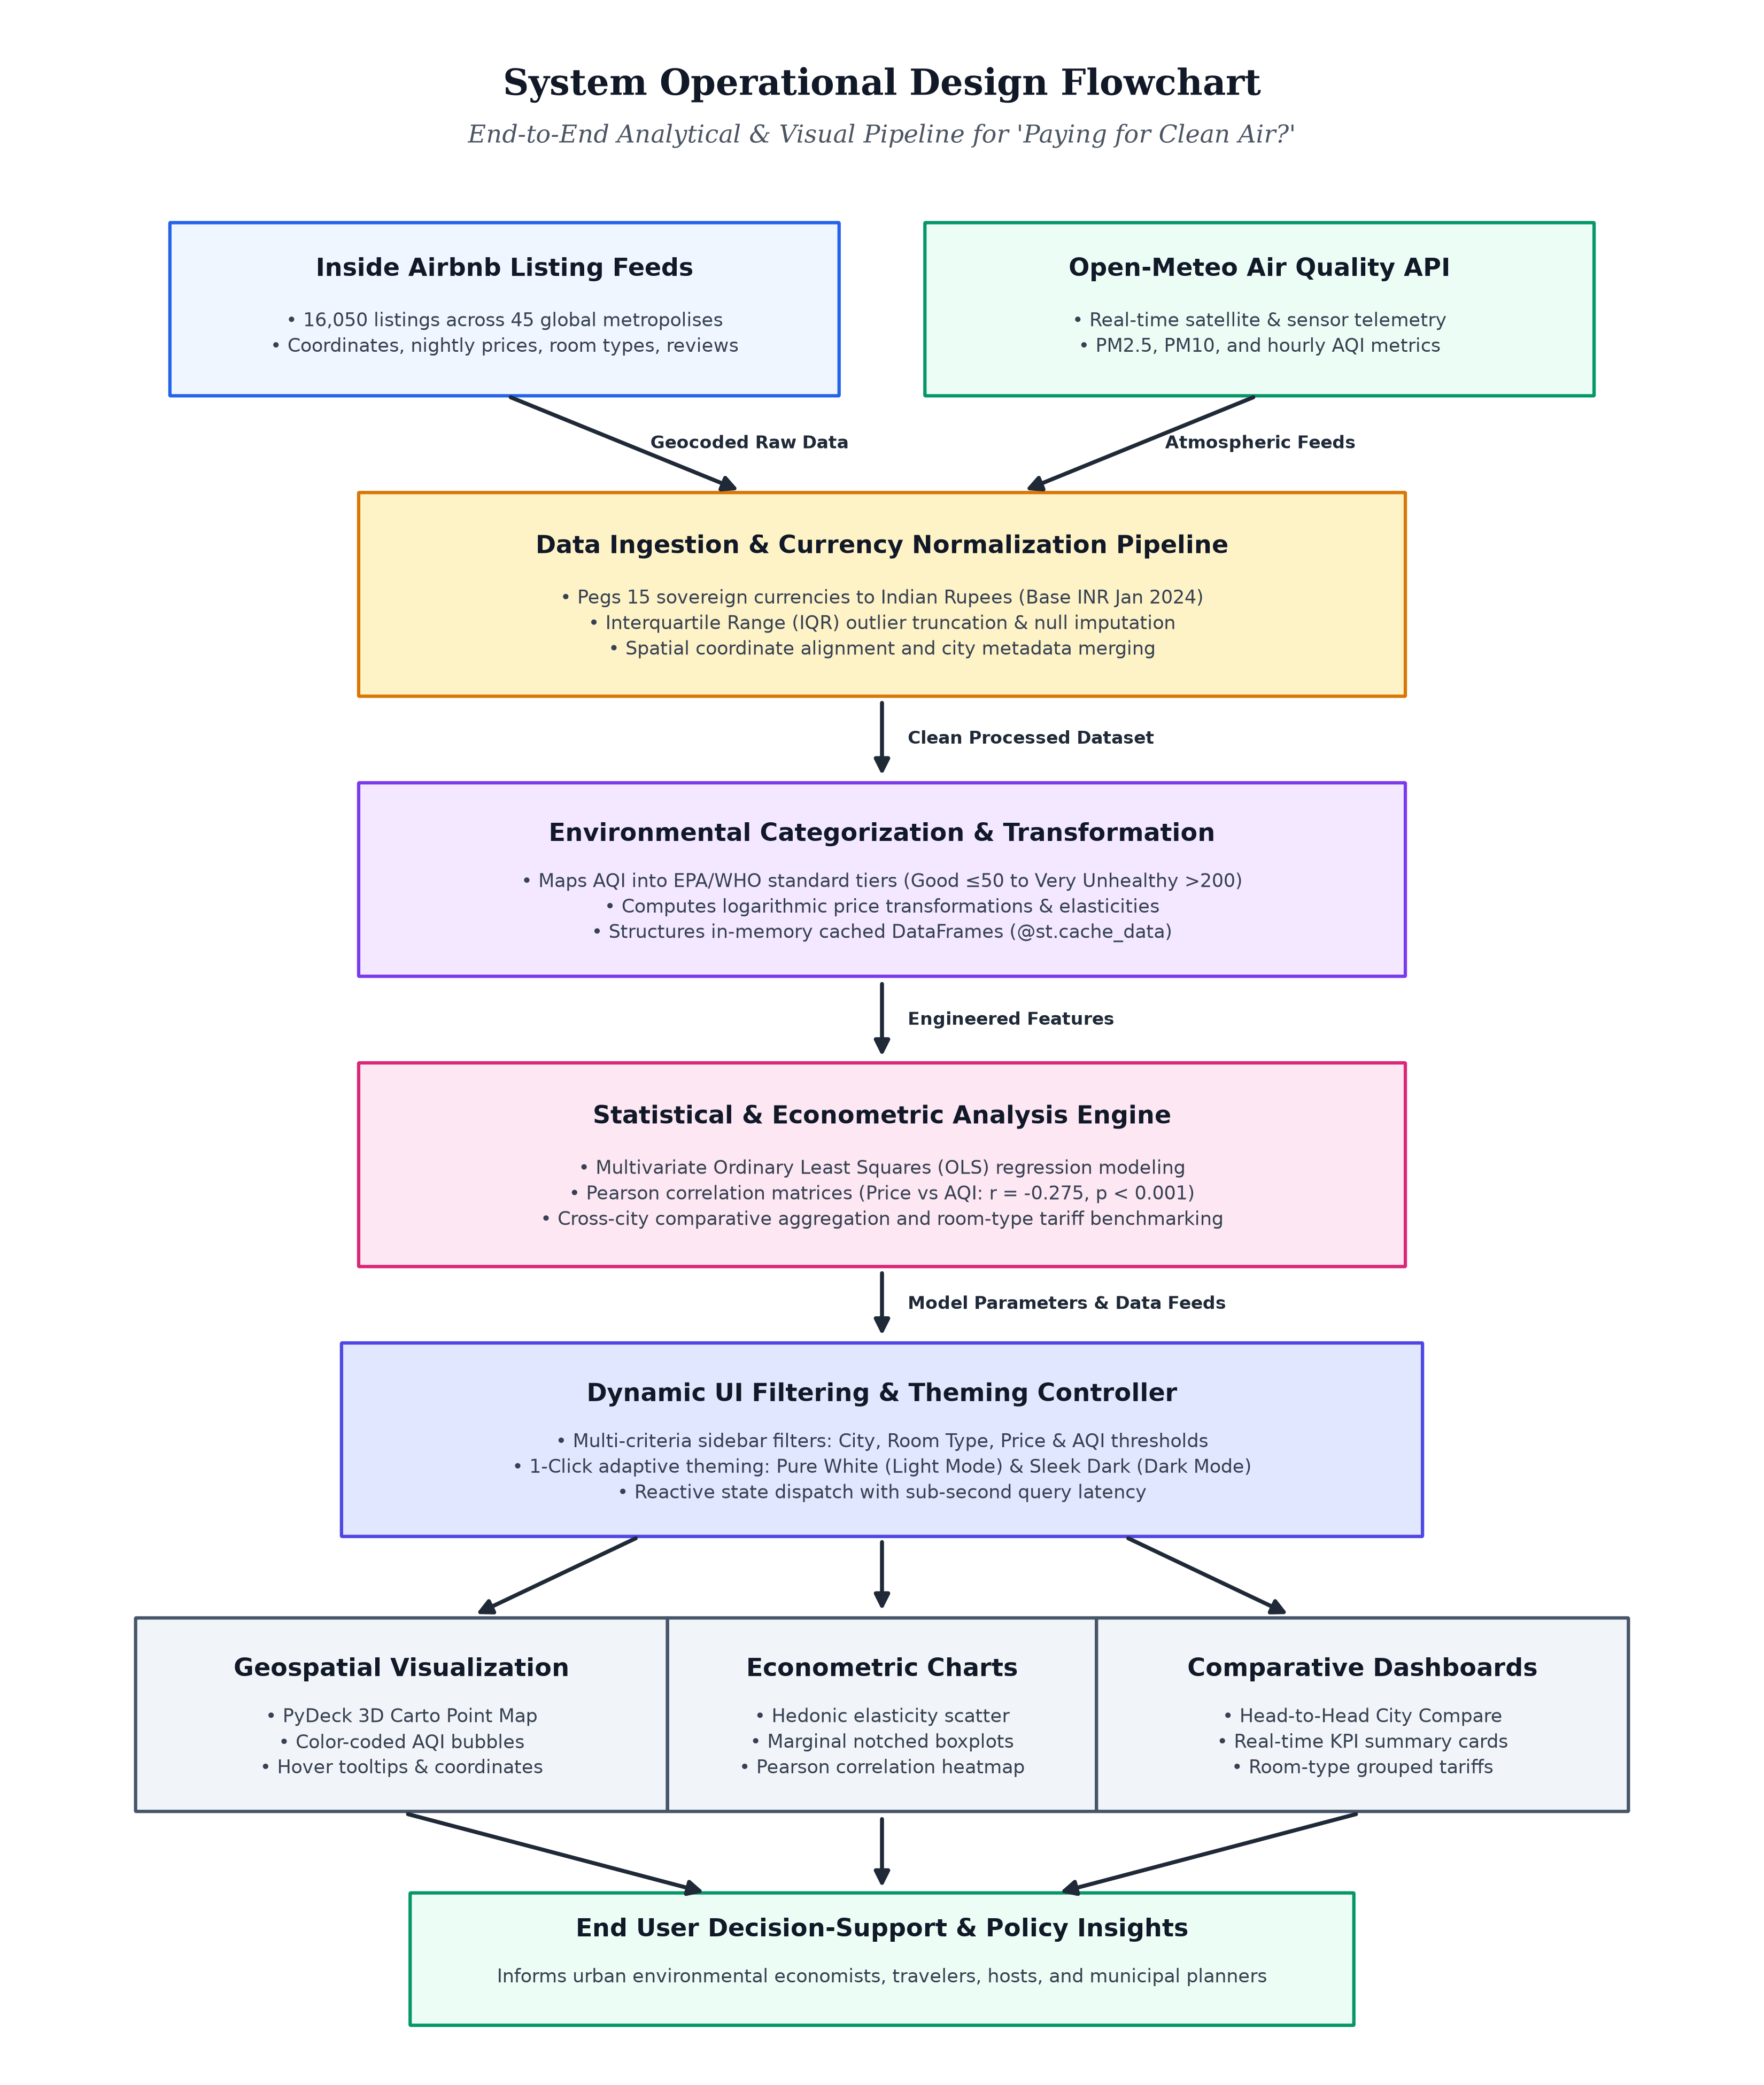 System Operational Design Flowchart
End-to-End Analytical & Visual Pipeline for 'Paying for Clean Air?'
Inside Airbnb Listing Feeds
• 16,050 listings across 45 global metropolises
• Coordinates, nightly prices, room types, reviews
Open-Meteo Air Quality API
• Real-time satellite & sensor telemetry
• PM2.5, PM10, and hourly AQI metrics
Geocoded Raw Data
Atmospheric Feeds
Data Ingestion & Currency Normalization Pipeline
• Pegs 15 sovereign currencies to Indian Rupees (Base INR Jan 2024)
• Interquartile Range (IQR) outlier truncation & null imputation
• Spatial coordinate alignment and city metadata merging
Clean Processed Dataset
Environmental Categorization & Transformation
• Maps AQI into EPA/WHO standard tiers (Good ≤50 to Very Unhealthy >200)
• Computes logarithmic price transformations & elasticities
• Structures in-memory cached DataFrames (@st.cache_data)
Engineered Features
Statistical & Econometric Analysis Engine
• Multivariate Ordinary Least Squares (OLS) regression modeling
• Pearson correlation matrices (Price vs AQI: r = -0.275, p < 0.001)
• Cross-city comparative aggregation and room-type tariff benchmarking
Model Parameters & Data Feeds
Dynamic UI Filtering & Theming Controller
• Multi-criteria sidebar filters: City, Room Type, Price & AQI thresholds
• 1-Click adaptive theming: Pure White (Light Mode) & Sleek Dark (Dark Mode)
• Reactive state dispatch with sub-second query latency
Geospatial Visualization
• PyDeck 3D Carto Point Map
• Color-coded AQI bubbles
• Hover tooltips & coordinates
Econometric Charts
• Hedonic elasticity scatter
• Marginal notched boxplots
• Pearson correlation heatmap
Comparative Dashboards
• Head-to-Head City Compare
• Real-time KPI summary cards
• Room-type grouped tariffs
End User Decision-Support & Policy Insights
Informs urban environmental economists, travelers, hosts, and municipal planners